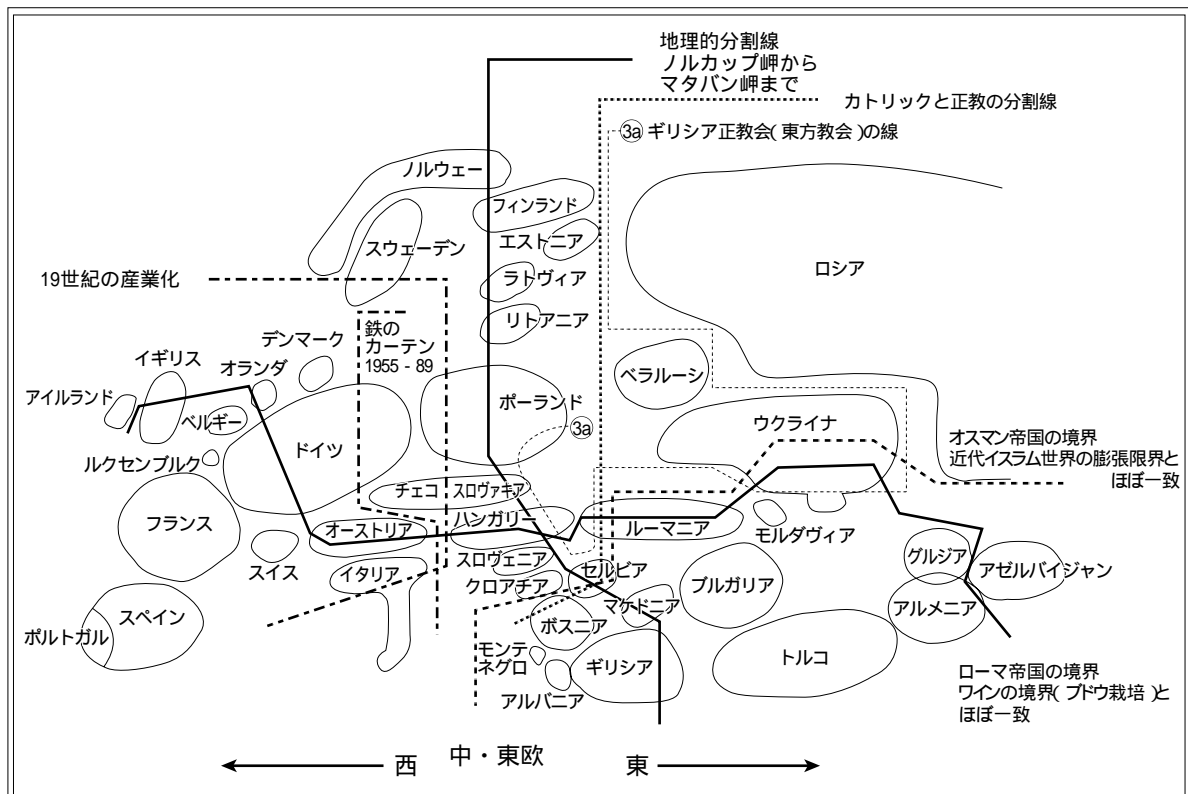 地理的分割線
ノルカップ岬から
マタバン岬まで
カトリックと正教の分割線
3a ギリシア正教会(東方教会)の線
ノルウェー
フィンランド
エストニア
スウェーデン
ロシア
19世紀の産業化
ラトヴィア
リトアニア
鉄の
カーテン
1955 - 89
デンマーク
イギリス
オランダ
アイルランド
ベルギー
ベラルーシ
ポーランド
3a
ウクライナ
ドイツ
オスマン帝国の境界
近代イスラム世界の膨張限界と
ほぼ一致
ルクセンブルク
チェコ
スロヴァキア
フランス
オーストリア
ハンガリー
ルーマニア
モルダヴィア
スイス
イタリア
スロヴェニア
セルビア
クロアチア
ブルガリア
グルジア
アゼルバイジャン
マケドニア
アルメニア
スペイン
ポルトガル
ボスニア
モンテ
ネグロ
ギリシア
トルコ
アルバニア
ローマ帝国の境界
ワインの境界(ブドウ栽培)と
ほぼ一致
西
中・東欧
東